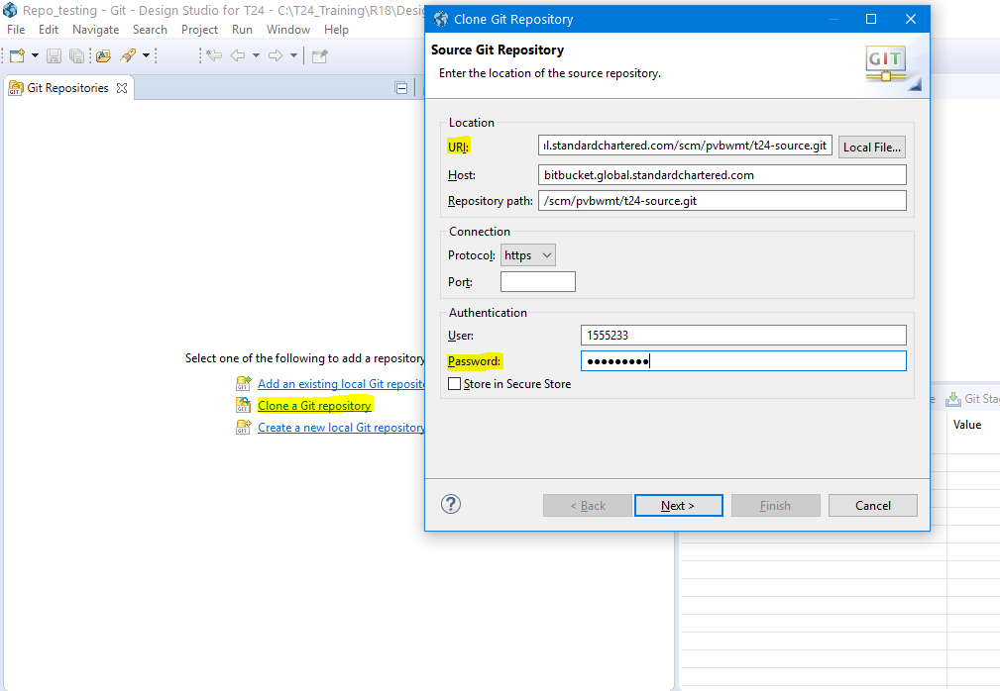 Repo_testing - Git - Design Studio for T24 - C:\T24_Training\R18\Desig
File Edit Navigate Search Project Run Window Help
Git Repositories
Select one of the following to add a repository
Add an existing local Git reposito
Clone a Git repository
Create a new local Git repository
Clone Git Repository
Source Git Repository
Enter the location of the source repository.
GIT
Location
URI: il.standardchartered.com/scm/pvbwmt/t24-source.git Local File...
Host: bitbucket.global.standardchartered.com
Repository path: /scm/pvbwmt/t24-source.git
Connection
Protocol: https
Port:
Authentication
User: 1555233
Password: ●●●●●●●●●
Store in Secure Store
? < Back Next > Finish Cancel
e Git Sta
Value